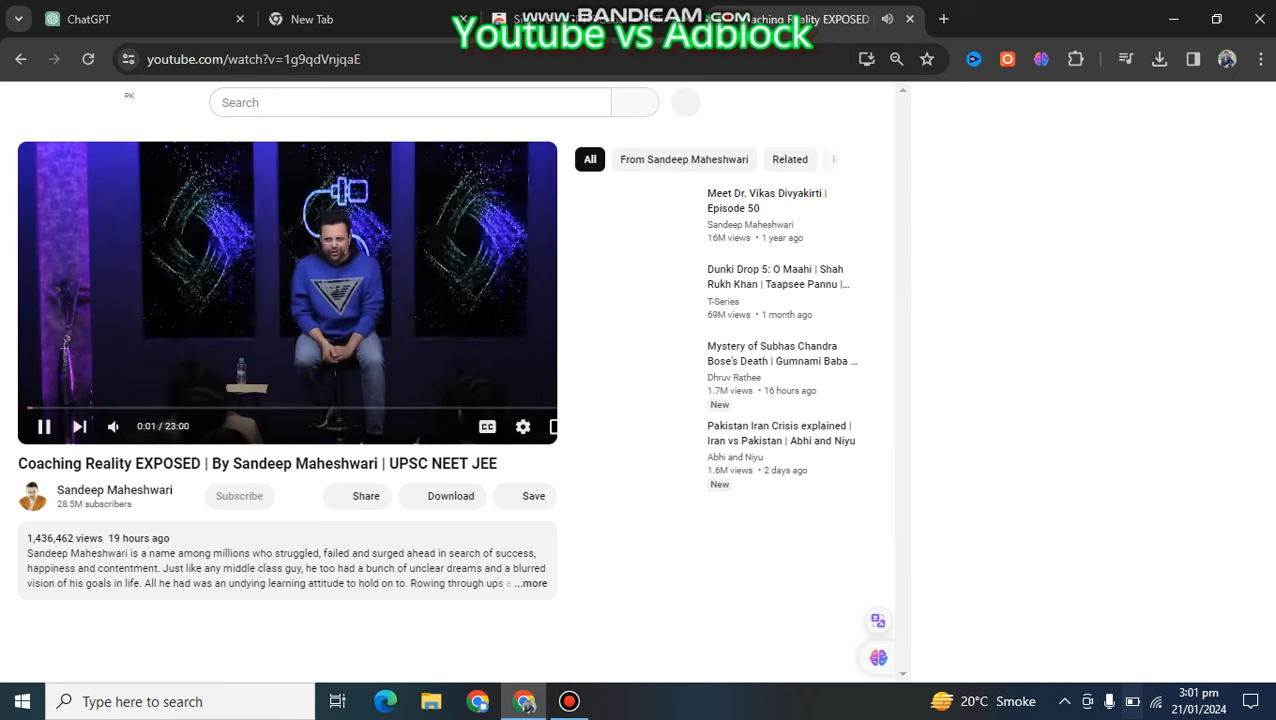 ChatGPT
New Tab
www.BANDICAM.com
Coaching Reality EXPOSED
Youtube vs Adblock
youtube.com/watch?v=1g9qdVnjqaE
PK
Search
All
From Sandeep Maheshwari
Related
Meet Dr. Vikas Divyakirti |
Episode 50
Sandeep Maheshwari
16M views • 1 year ago
Dunki Drop 5: O Maahi | Shah
Rukh Khan | Taapsee Pannu |...
T-Series
69M views • 1 month ago
Mystery of Subhas Chandra
Bose's Death | Gumnami Baba ...
Dhruv Rathee
1.7M views • 16 hours ago
New
Pakistan Iran Crisis explained |
Iran vs Pakistan | Abhi and Niyu
Abhi and Niyu
1.6M views • 2 days ago
New
0:01 / 23:00
CC
Coaching Reality EXPOSED | By Sandeep Maheshwari | UPSC NEET JEE
Sandeep Maheshwari
28.5M subscribers
Subscribe
Share
Download
Save
1,436,462 views 19 hours ago
Sandeep Maheshwari is a name among millions who struggled, failed and surged ahead in search of success,
happiness and contentment. Just like any middle class guy, he too had a bunch of unclear dreams and a blurred
vision of his goals in life. All he had was an undying learning attitude to hold on to. Rowing through ups a ...more
Type here to search
20°C Smoke
3:01 pm
21/01/2024